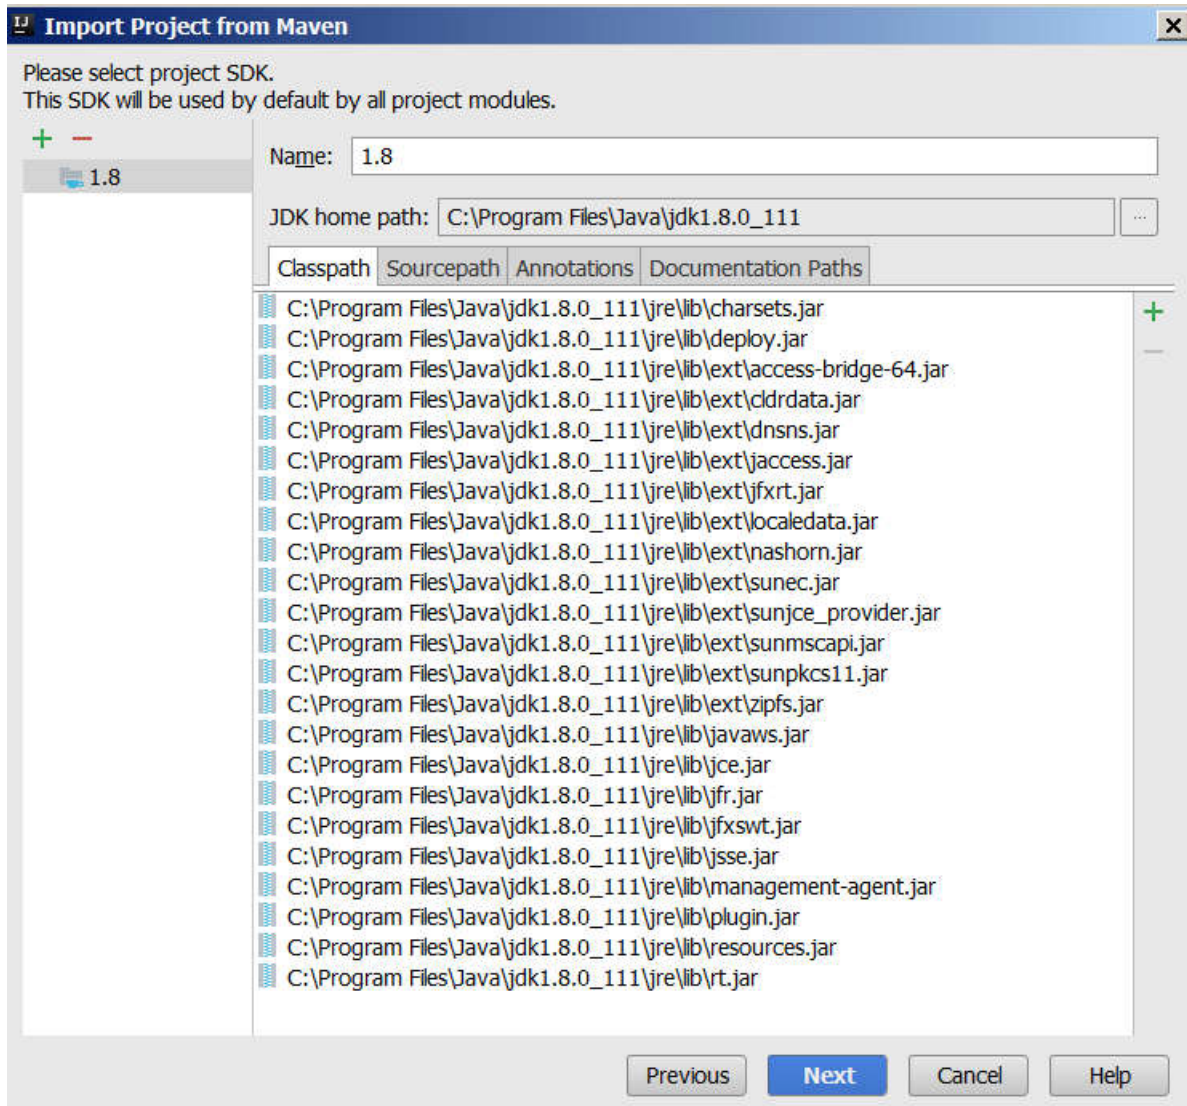 IJ Import Project from Maven
Please select project SDK.
This SDK will be used by default by all project modules.
1.8
Name: 1.8
JDK home path: C:\Program Files\Java\jdk1.8.0_111 ...
Classpath Sourcepath Annotations Documentation Paths
C:\Program Files\Java\jdk1.8.0_111\jre\lib\charsets.jar
C:\Program Files\Java\jdk1.8.0_111\jre\lib\deploy.jar
C:\Program Files\Java\jdk1.8.0_111\jre\lib\ext\access-bridge-64.jar
C:\Program Files\Java\jdk1.8.0_111\jre\lib\ext\cldrdata.jar
C:\Program Files\Java\jdk1.8.0_111\jre\lib\ext\dnsns.jar
C:\Program Files\Java\jdk1.8.0_111\jre\lib\ext\jaccess.jar
C:\Program Files\Java\jdk1.8.0_111\jre\lib\ext\jfxrt.jar
C:\Program Files\Java\jdk1.8.0_111\jre\lib\ext\localedata.jar
C:\Program Files\Java\jdk1.8.0_111\jre\lib\ext\nashorn.jar
C:\Program Files\Java\jdk1.8.0_111\jre\lib\ext\sunec.jar
C:\Program Files\Java\jdk1.8.0_111\jre\lib\ext\sunjce_provider.jar
C:\Program Files\Java\jdk1.8.0_111\jre\lib\ext\sunmscapi.jar
C:\Program Files\Java\jdk1.8.0_111\jre\lib\ext\sunpkcs11.jar
C:\Program Files\Java\jdk1.8.0_111\jre\lib\ext\zipfs.jar
C:\Program Files\Java\jdk1.8.0_111\jre\lib\javaws.jar
C:\Program Files\Java\jdk1.8.0_111\jre\lib\jce.jar
C:\Program Files\Java\jdk1.8.0_111\jre\lib\jfr.jar
C:\Program Files\Java\jdk1.8.0_111\jre\lib\jfxswt.jar
C:\Program Files\Java\jdk1.8.0_111\jre\lib\jsse.jar
C:\Program Files\Java\jdk1.8.0_111\jre\lib\management-agent.jar
C:\Program Files\Java\jdk1.8.0_111\jre\lib\plugin.jar
C:\Program Files\Java\jdk1.8.0_111\jre\lib\resources.jar
C:\Program Files\Java\jdk1.8.0_111\jre\lib\rt.jar
Previous Next Cancel Help